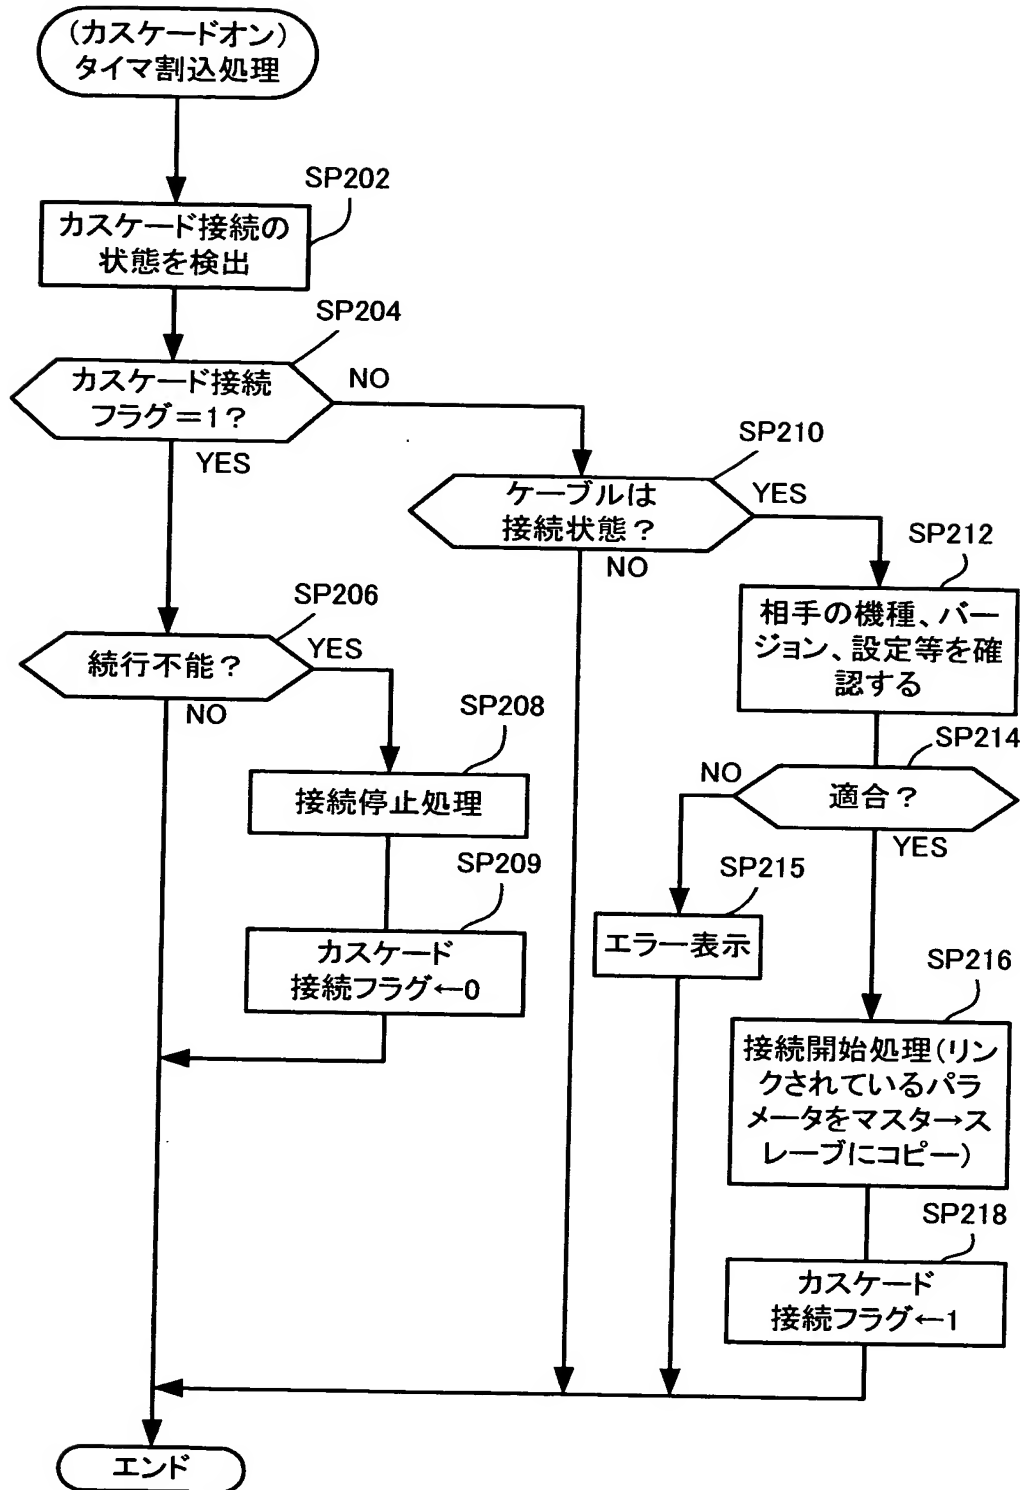 (カスケードオン)
タイマ割込処理
SP202
カスケード接続の
状態を検出
SP204
カスケード接続
フラグ=1?
NO
YES
SP210
ケーブルは
接続状態?
YES
NO
SP212
相手の機種、バー
ジョン、設定等を確
認する
SP206
続行不能?
YES
NO
SP208
接続停止処理
SP209
カスケード
接続フラグ←0
SP214
適合?
NO
YES
SP215
エラー表示
SP216
接続開始処理(リン
クされているパラ
メータをマスタ→ス
レーブにコピー)
SP218
カスケード
接続フラグ←1
エンド